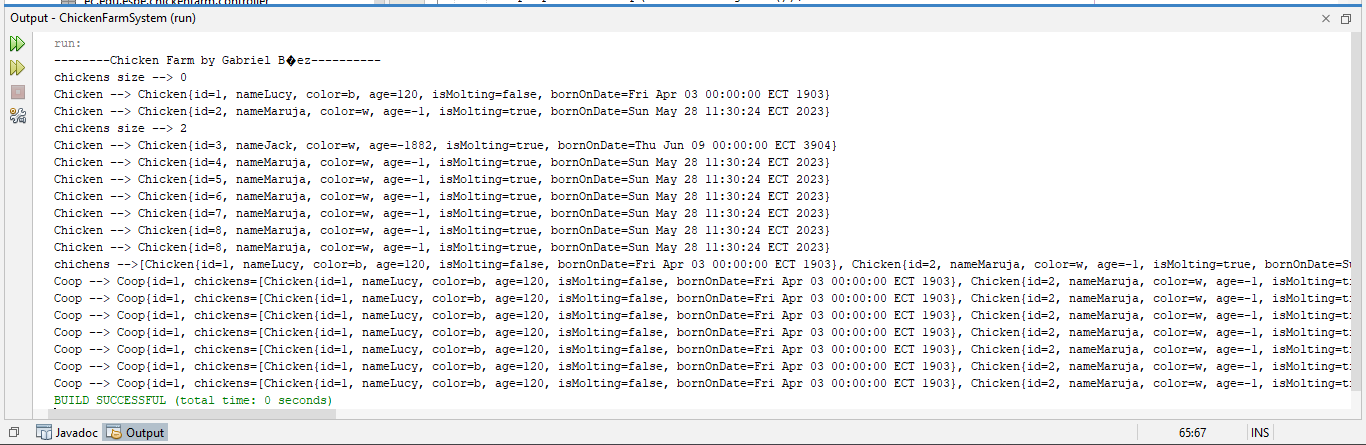 ec.edu.espe.chickenfarm.controller
Output - ChickenFarmSystem (run)
run:
--------Chicken Farm by Gabriel B�ez----------
chickens size --> 0
Chicken --> Chicken{id=1, nameLucy, color=b, age=120, isMolting=false, bornOnDate=Fri Apr 03 00:00:00 ECT 1903}
Chicken --> Chicken{id=2, nameMaruja, color=w, age=-1, isMolting=true, bornOnDate=Sun May 28 11:30:24 ECT 2023}
chickens size --> 2
Chicken --> Chicken{id=3, nameJack, color=w, age=-1882, isMolting=true, bornOnDate=Thu Jun 09 00:00:00 ECT 3904}
Chicken --> Chicken{id=4, nameMaruja, color=w, age=-1, isMolting=true, bornOnDate=Sun May 28 11:30:24 ECT 2023}
Chicken --> Chicken{id=5, nameMaruja, color=w, age=-1, isMolting=true, bornOnDate=Sun May 28 11:30:24 ECT 2023}
Chicken --> Chicken{id=6, nameMaruja, color=w, age=-1, isMolting=true, bornOnDate=Sun May 28 11:30:24 ECT 2023}
Chicken --> Chicken{id=7, nameMaruja, color=w, age=-1, isMolting=true, bornOnDate=Sun May 28 11:30:24 ECT 2023}
Chicken --> Chicken{id=8, nameMaruja, color=w, age=-1, isMolting=true, bornOnDate=Sun May 28 11:30:24 ECT 2023}
Chicken --> Chicken{id=8, nameMaruja, color=w, age=-1, isMolting=true, bornOnDate=Sun May 28 11:30:24 ECT 2023}
chichens -->[Chicken{id=1, nameLucy, color=b, age=120, isMolting=false, bornOnDate=Fri Apr 03 00:00:00 ECT 1903}, Chicken{id=2, nameMaruja, color=w, age=-1, isMolting=true, bornOnDate=S
Coop --> Coop{id=1, chickens=[Chicken{id=1, nameLucy, color=b, age=120, isMolting=false, bornOnDate=Fri Apr 03 00:00:00 ECT 1903}, Chicken{id=2, nameMaruja, color=w, age=-1, isMolting=t
Coop --> Coop{id=1, chickens=[Chicken{id=1, nameLucy, color=b, age=120, isMolting=false, bornOnDate=Fri Apr 03 00:00:00 ECT 1903}, Chicken{id=2, nameMaruja, color=w, age=-1, isMolting=t
Coop --> Coop{id=1, chickens=[Chicken{id=1, nameLucy, color=b, age=120, isMolting=false, bornOnDate=Fri Apr 03 00:00:00 ECT 1903}, Chicken{id=2, nameMaruja, color=w, age=-1, isMolting=t
Coop --> Coop{id=1, chickens=[Chicken{id=1, nameLucy, color=b, age=120, isMolting=false, bornOnDate=Fri Apr 03 00:00:00 ECT 1903}, Chicken{id=2, nameMaruja, color=w, age=-1, isMolting=t
Coop --> Coop{id=1, chickens=[Chicken{id=1, nameLucy, color=b, age=120, isMolting=false, bornOnDate=Fri Apr 03 00:00:00 ECT 1903}, Chicken{id=2, nameMaruja, color=w, age=-1, isMolting=t
Coop --> Coop{id=1, chickens=[Chicken{id=1, nameLucy, color=b, age=120, isMolting=false, bornOnDate=Fri Apr 03 00:00:00 ECT 1903}, Chicken{id=2, nameMaruja, color=w, age=-1, isMolting=t
Coop --> Coop{id=1, chickens=[Chicken{id=1, nameLucy, color=b, age=120, isMolting=false, bornOnDate=Fri Apr 03 00:00:00 ECT 1903}, Chicken{id=2, nameMaruja, color=w, age=-1, isMolting=t
BUILD SUCCESSFUL (total time: 0 seconds)
Javadoc Output 65:67 INS